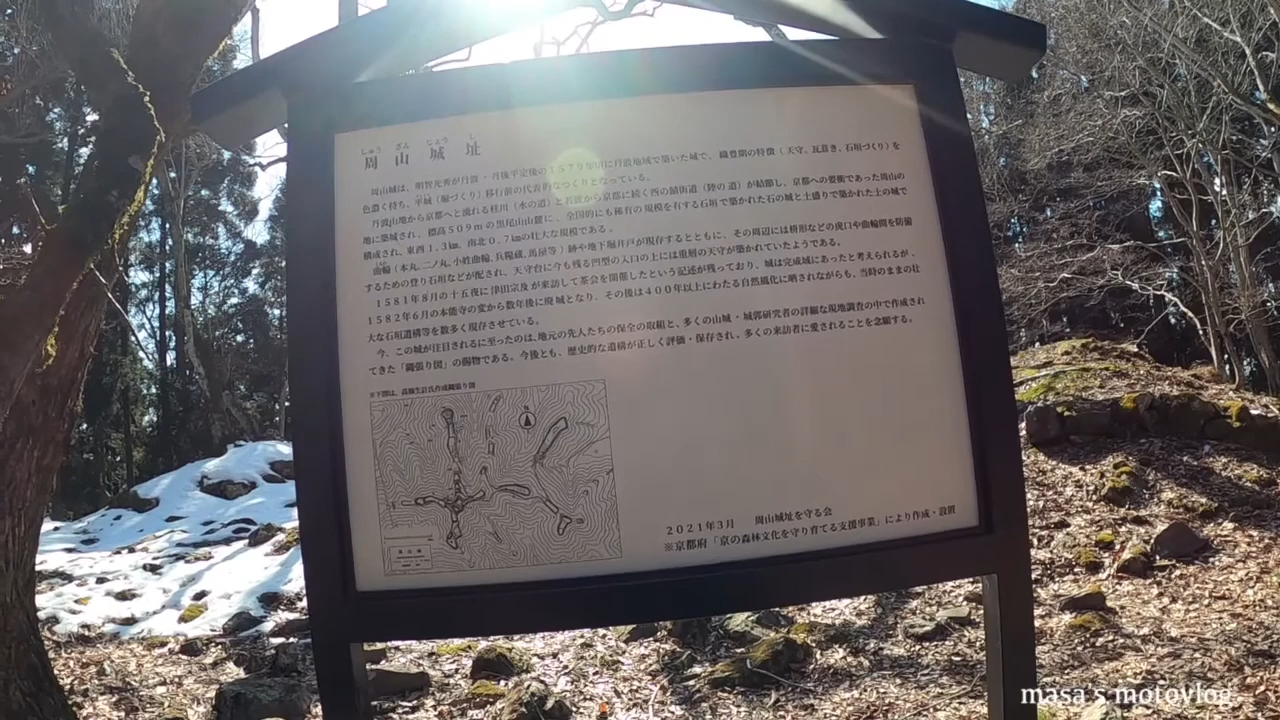 しゅう ざん じょう し
周山城址
周山城は、明智光秀が丹波・丹後平定後の1579年頃に丹波地域で築いた城で、織豊期の特徴(天守、瓦葺き、石垣づくり)を
色濃く持ち、平城(堀づくり)移行前の代表的なつくりとなっている。
丹波山地から京都へと流れる桂川(水の道)と若狭から京都に続く西の鯖街道(陸の道)が結節し、京都への要衝であった周山の
地に築城され、標高509mの黒尾山山麓に、全国的にも稀有の規模を有する石垣で築かれた石の城と土盛りで築かれた土の城で
構成され、東西1.3㎞、南北0.7㎞の壮大な規模である。
曲輪(本丸、二ノ丸、小姓曲輪、兵糧蔵、馬屋等)跡や地下堀井戸が現存するとともに、その周辺には枡形などの虎口や曲輪間を防備
するための登り石垣などが配され、天守台に今も残る凹型の入口の上には重層の天守が築かれていたようである。
1581年8月の十五夜に津田宗及が来訪して茶会を開催したという記述が残っており、城は完成域にあったと考えられるが、
1582年6月の本能寺の変から数年後に廃城となり、その後は400年以上にわたる自然風化に晒されながらも、当時のままの壮
大な石垣遺構等を数多く現存させている。
今、この城が注目されるに至ったのは、地元の先人たちの保全の取組と、多くの山城・城郭研究者の詳細な現地調査の中で作成され
てきた「縄張り図」の賜物である。今後とも、歴史的な遺構が正しく評価・保存され、多くの来訪者に愛されることを念願する。
※下図は、髙橋生計氏作成縄張り図
2021年3月 周山城址を守る会
※京都府「京の森林文化を守り育てる支援事業」により作成・設置
masa's motovlog